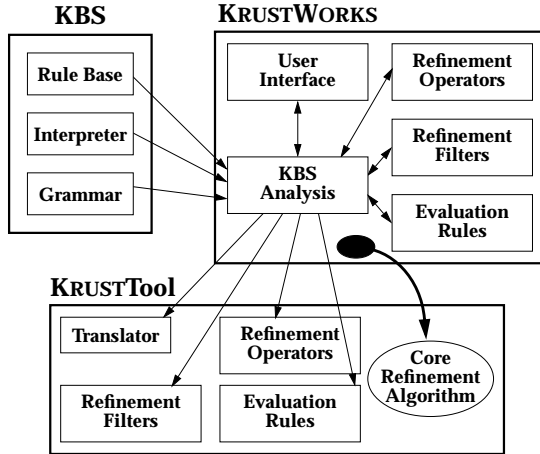 KBS
KRUSTWORKS
Rule Base
Interpreter
Grammar
User
Interface
Refinement
Operators
Refinement
Filters
KBS
Analysis
Evaluation
Rules
KRUSTTool
Translator
Refinement
Operators
Refinement
Filters
Evaluation
Rules
Core
Refinement
Algorithm